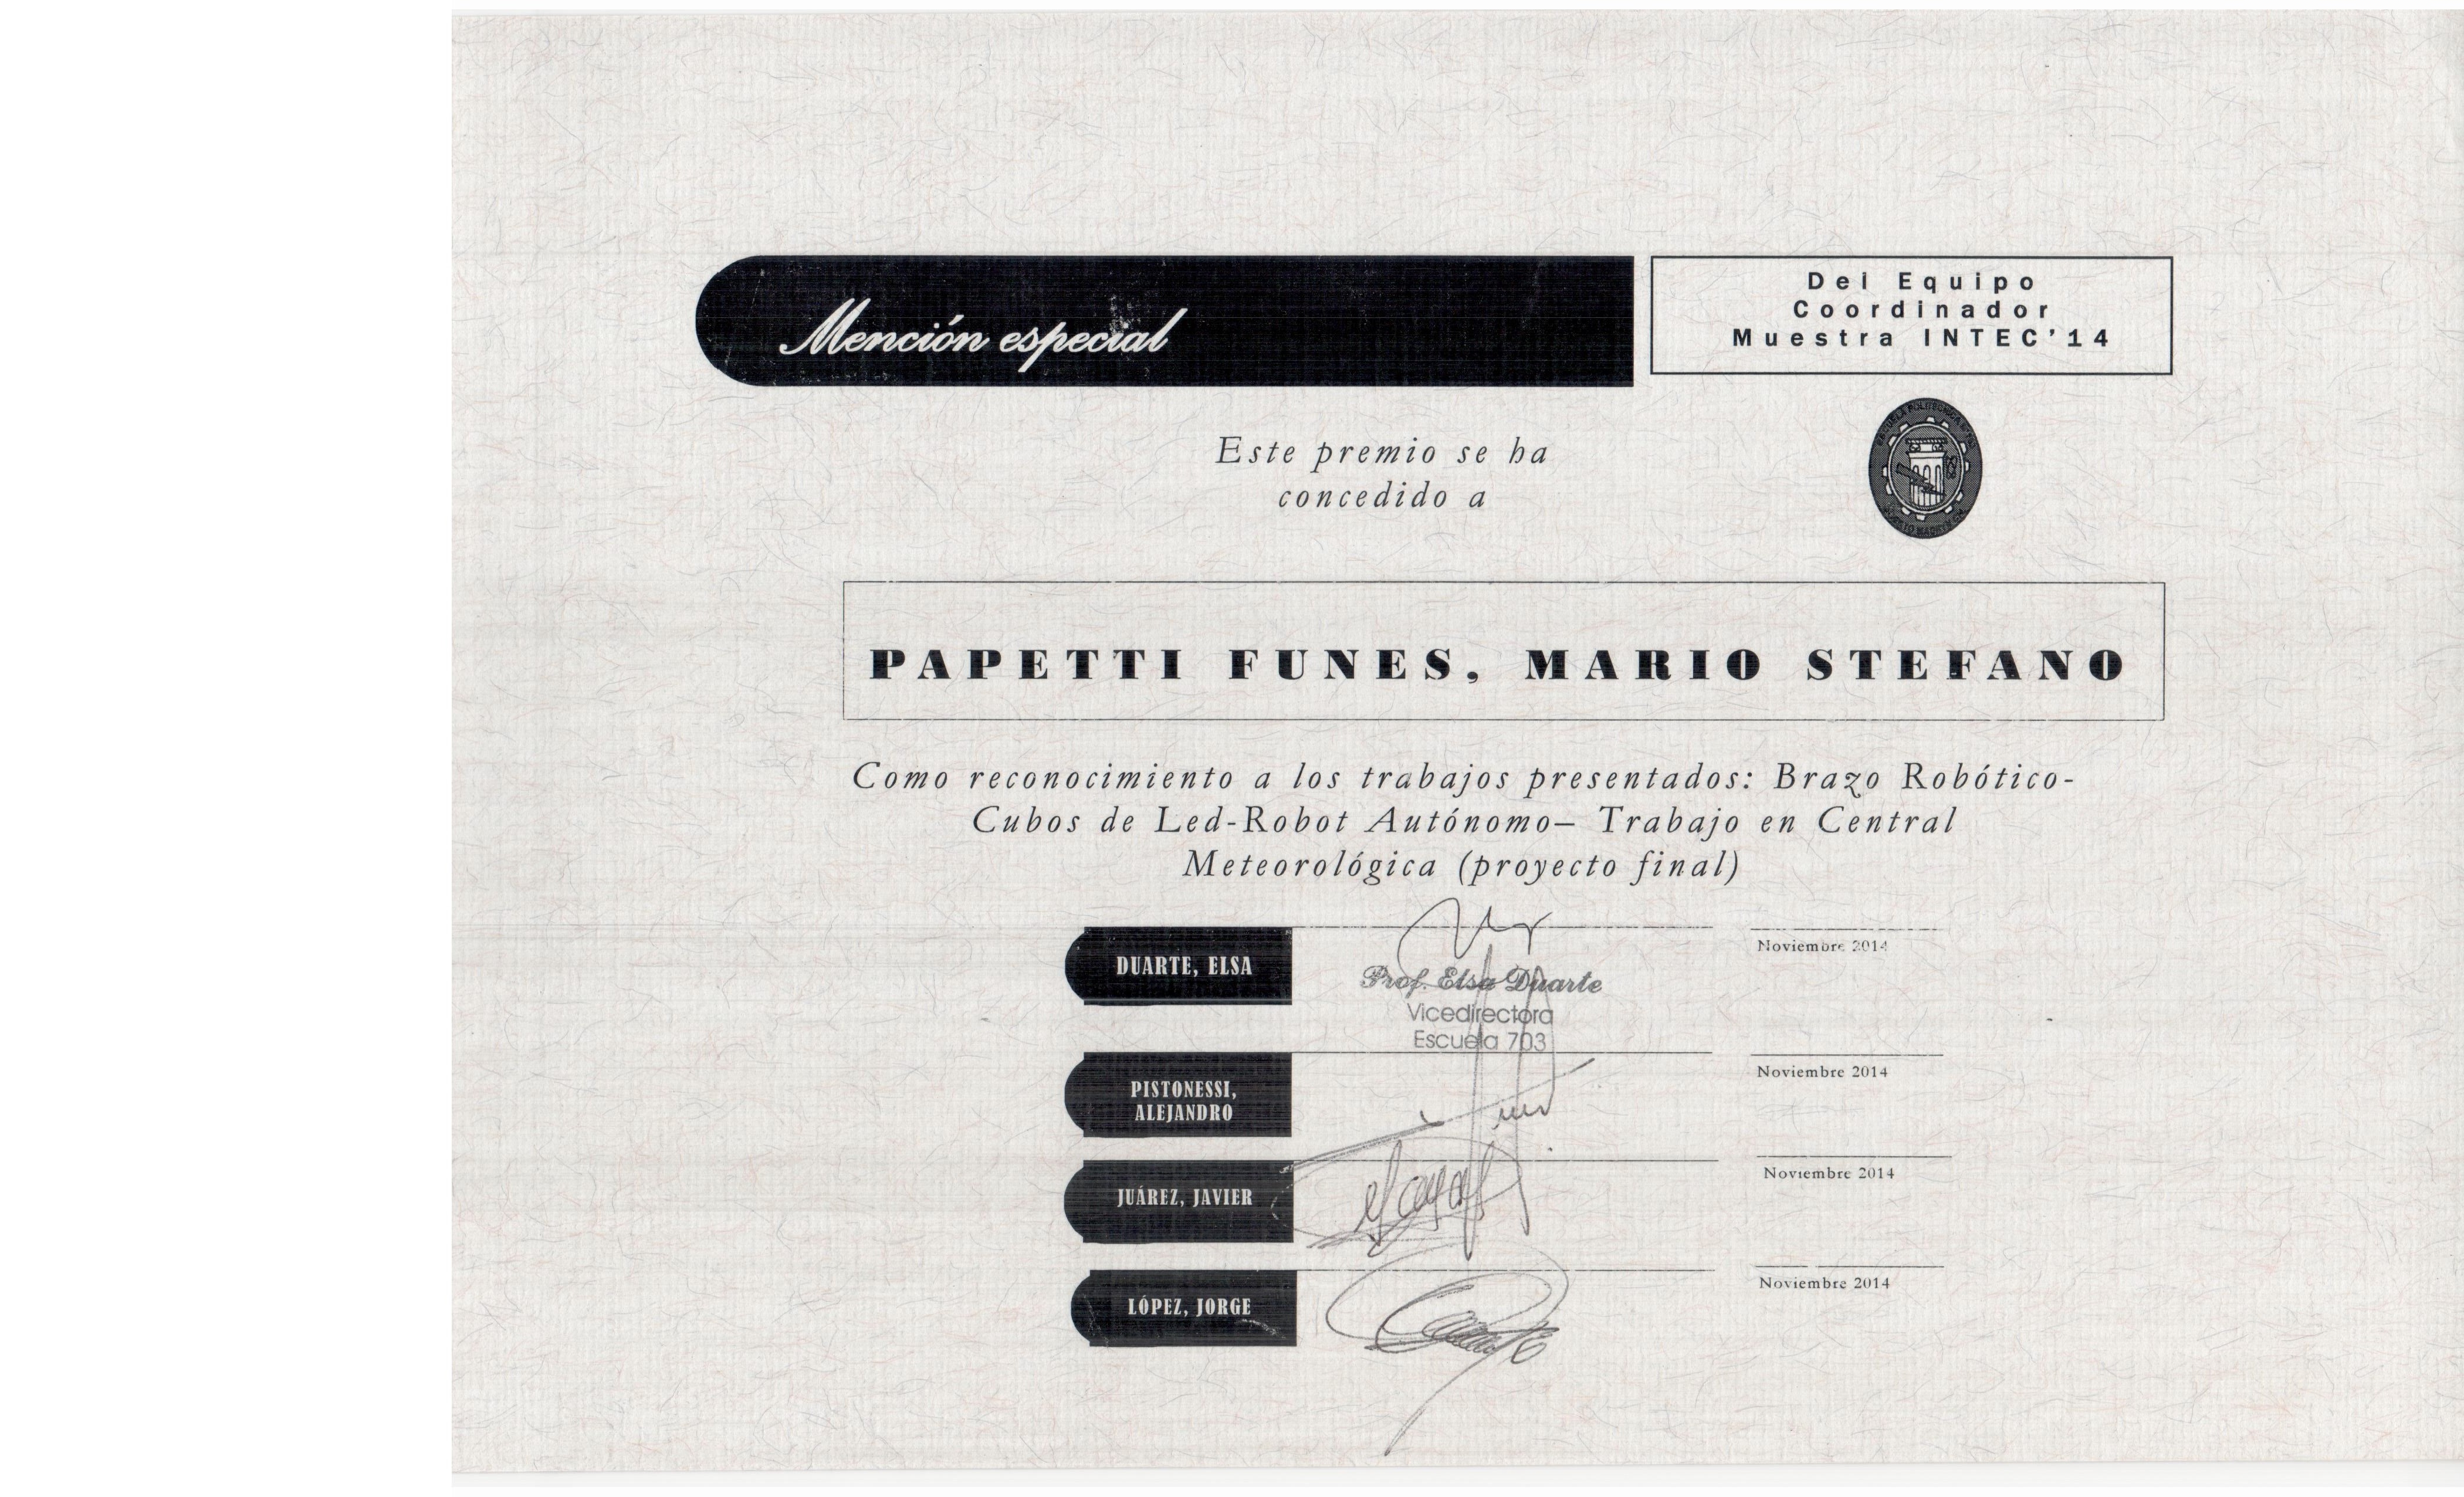 Mención especial
Del Equipo
Coordinador
Muestra INTEC'14
Este premio se ha
concedido a
PAPETTI FUNES, MARIO STEFANO
Como reconocimiento a los trabajos presentados: Brazo Robótico-
Cubos de Led-Robot Autónomo– Trabajo en Central
Meteorológica (proyecto final)
DUARTE, ELSA
Noviembre 2014
Prof. Elsa Duarte
Vicedirectora
Escuela 703
PISTONESSI,
ALEJANDRO
Noviembre 2014
JUÁREZ, JAVIER
Noviembre 2014
LÓPEZ, JORGE
Noviembre 2014